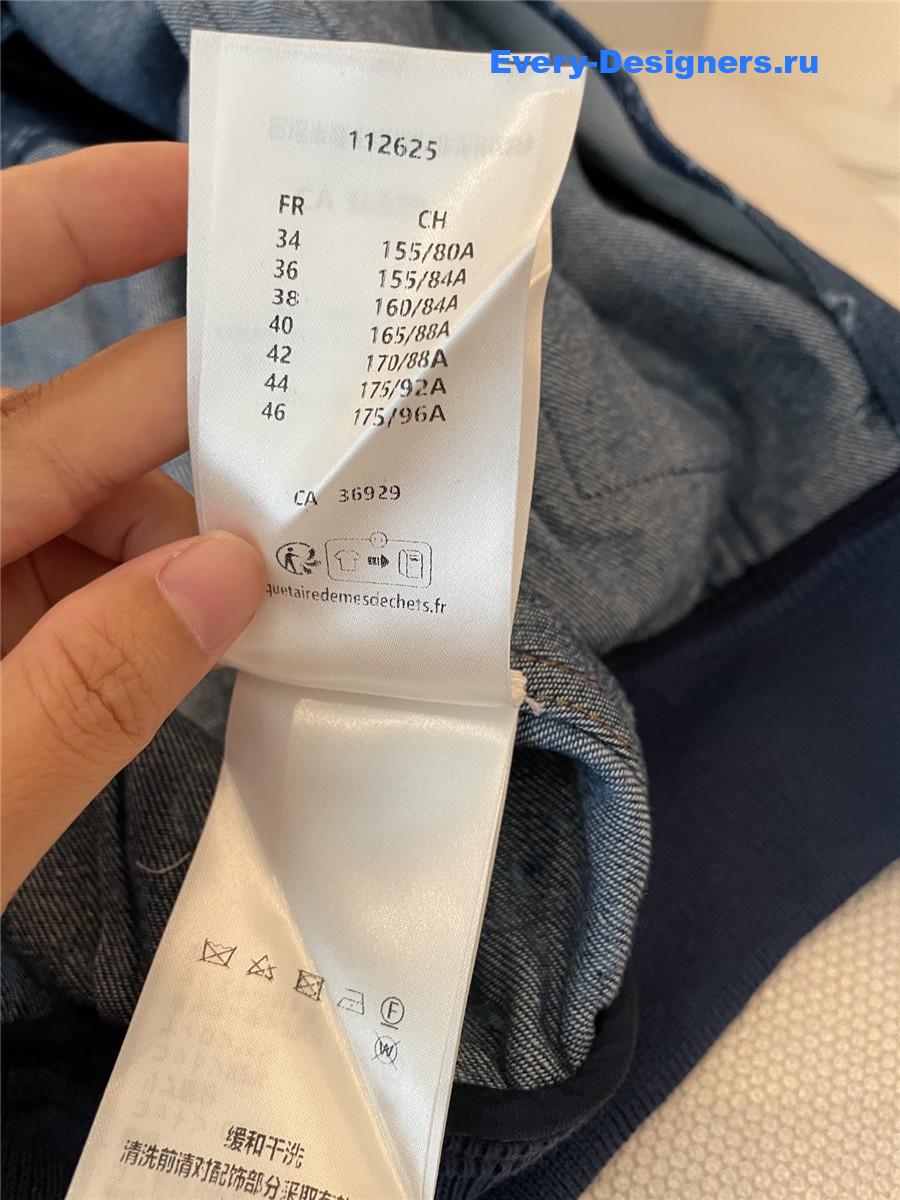 Every-Designers.ru
112625
FR CH
34 155/80A
36 155/84A
38 160/84A
40 165/88A
42 170/88A
44 175/92A
46 175/96A
CA 36929
quetairedemesdechets.fr
F
W
缓和干洗
清洗前请对配饰部分采取